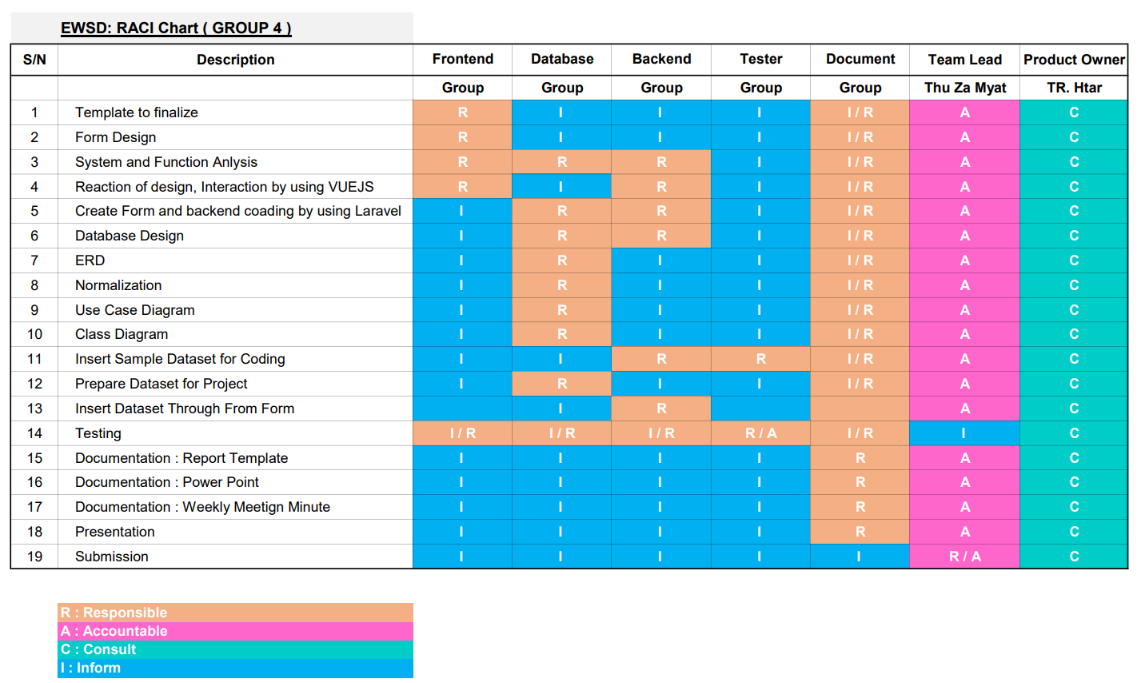 EWSD: RACI Chart ( GROUP 4 )
S/N Description Frontend Database Backend Tester Document Team Lead Product Owner
Group Group Group Group Group Thu Za Myat TR. Htar
1 Template to finalize R I I I I / R A C
2 Form Design R I I I I / R A C
3 System and Function Anlysis R R R I I / R A C
4 Reaction of design, Interaction by using VUEJS R I R I I / R A C
5 Create Form and backend coading by using Laravel I R R I I / R A C
6 Database Design I R R I I / R A C
7 ERD I R I I I / R A C
8 Normalization I R I I I / R A C
9 Use Case Diagram I R I I I / R A C
10 Class Diagram I R I I I / R A C
11 Insert Sample Dataset for Coding I I R R I / R A C
12 Prepare Dataset for Project I R I I I / R A C
13 Insert Dataset Through From Form I R A C
14 Testing I / R I / R I / R R / A I / R I C
15 Documentation : Report Template I I I I R A C
16 Documentation : Power Point I I I I R A C
17 Documentation : Weekly Meetign Minute I I I I R A C
18 Presentation I I I I R A C
19 Submission I I I I I R / A C
R : Responsible
A : Accountable
C : Consult
I : Inform